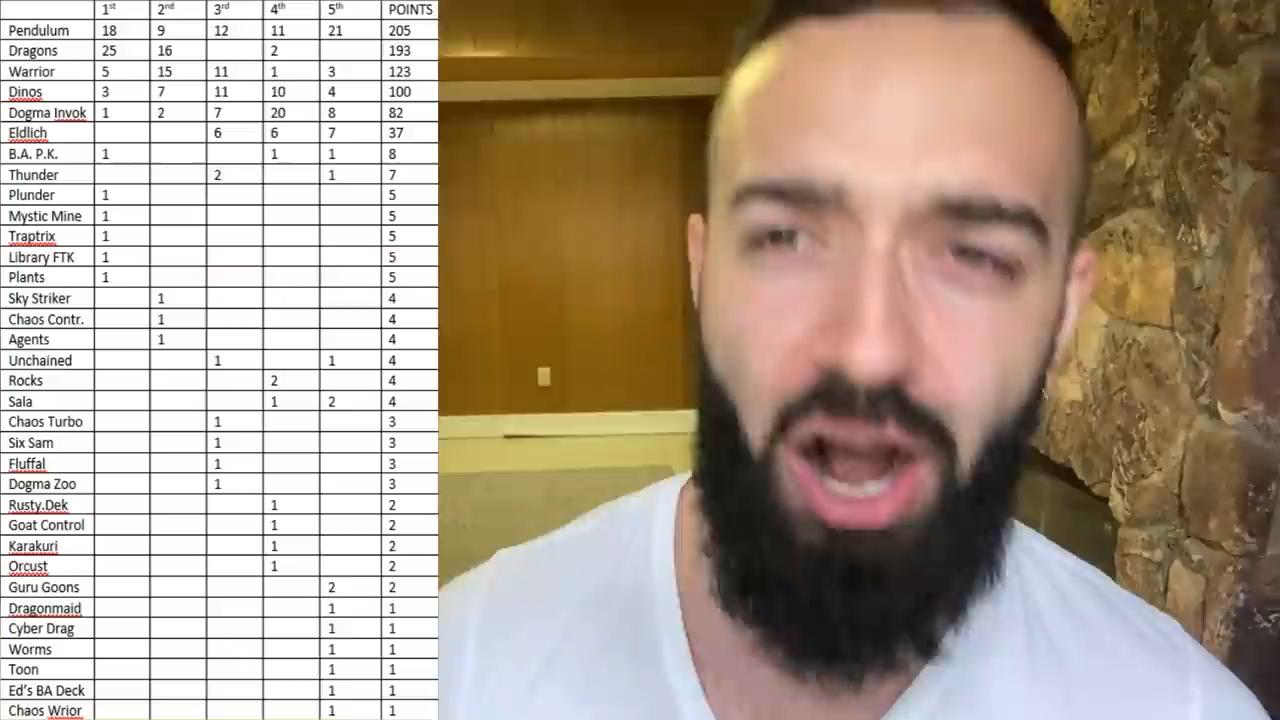 1st 2nd 3rd 4th 5th POINTS
Pendulum 18 9 12 11 21 205
Dragons 25 16 2 193
Warrior 5 15 11 1 3 123
Dinos 3 7 11 10 4 100
Dogma Invok 1 2 7 20 8 82
Eldlich 6 6 7 37
B.A. P.K. 1 1 1 8
Thunder 2 1 7
Plunder 1 5
Mystic Mine 1 5
Traptrix 1 5
Library FTK 1 5
Plants 1 5
Sky Striker 1 4
Chaos Contr. 1 4
Agents 1 4
Unchained 1 1 4
Rocks 2 4
Sala 1 2 4
Chaos Turbo 1 3
Six Sam 1 3
Fluffal 1 3
Dogma Zoo 1 3
Rusty.Dek 1 2
Goat Control 1 2
Karakuri 1 2
Orcust 1 2
Guru Goons 2 2
Dragonmaid 1 1
Cyber Drag 1 1
Worms 1 1
Toon 1 1
Ed's BA Deck 1 1
Chaos Wrior 1 1